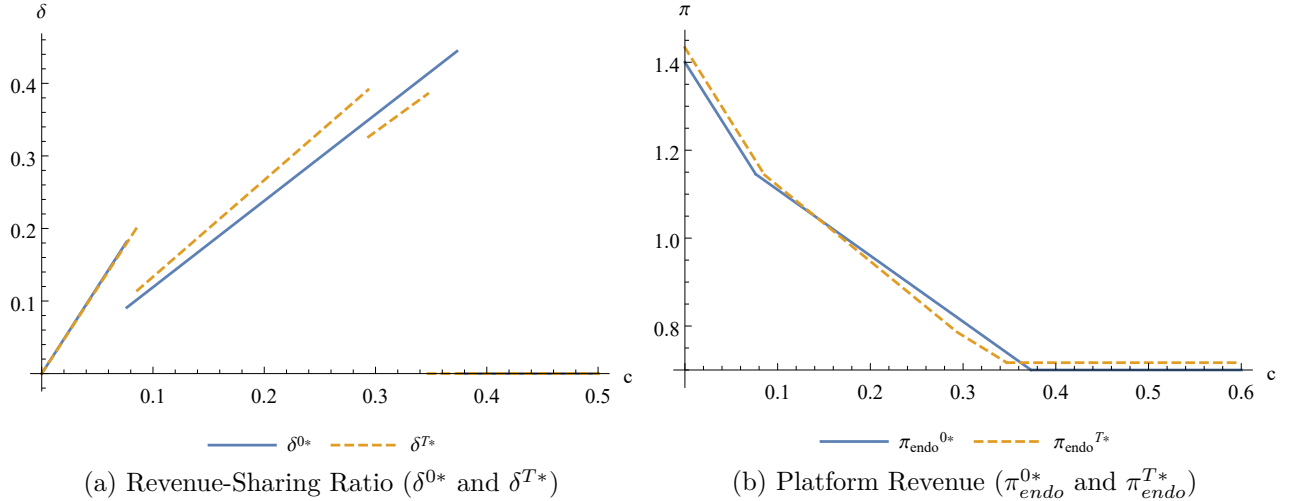 δ
0.4
0.3
0.2
0.1
0.1 0.2 0.3 0.4 0.5 c
δ^{0*} δ^{T*}
(a) Revenue-Sharing Ratio (δ^{0*} and δ^{T*})
π
1.4
1.2
1.0
0.8
0.1 0.2 0.3 0.4 0.5 0.6 c
π_{endo}^{0*} π_{endo}^{T*}
(b) Platform Revenue (π_{endo}^{0*} and π_{endo}^{T*})